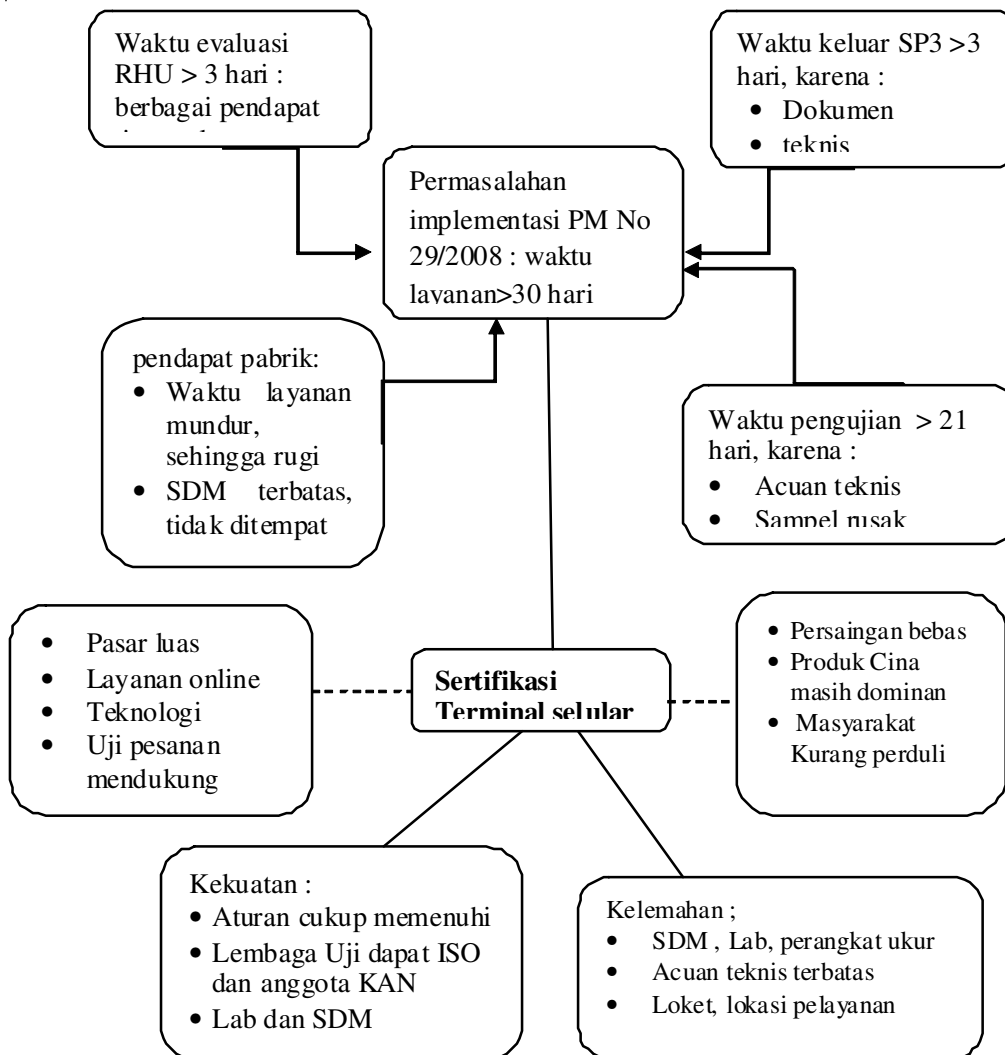 Waktu evaluasi
RHU > 3 hari :
berbagai pendapat
Waktu keluar SP3 >3
hari, karena :
• Dokumen
• teknis
Permasalahan
implementasi PM No
29/2008 : waktu
layanan>30 hari
pendapat pabrik:
• Waktu layanan
mundur,
sehingga rugi
• SDM terbatas,
tidak ditempat
Waktu pengujian > 21
hari, karena :
• Acuan teknis
• Sampel rusak
• Pasar luas
• Layanan online
• Teknologi
• Uji pesanan
mendukung
Sertifikasi
Terminal selular
• Persaingan bebas
• Produk Cina
masih dominan
• Masyarakat
Kurang perduli
Kekuatan :
• Aturan cukup memenuhi
• Lembaga Uji dapat ISO
dan anggota KAN
• Lab dan SDM
Kelemahan ;
• SDM , Lab, perangkat ukur
• Acuan teknis terbatas
• Loket, lokasi pelayanan